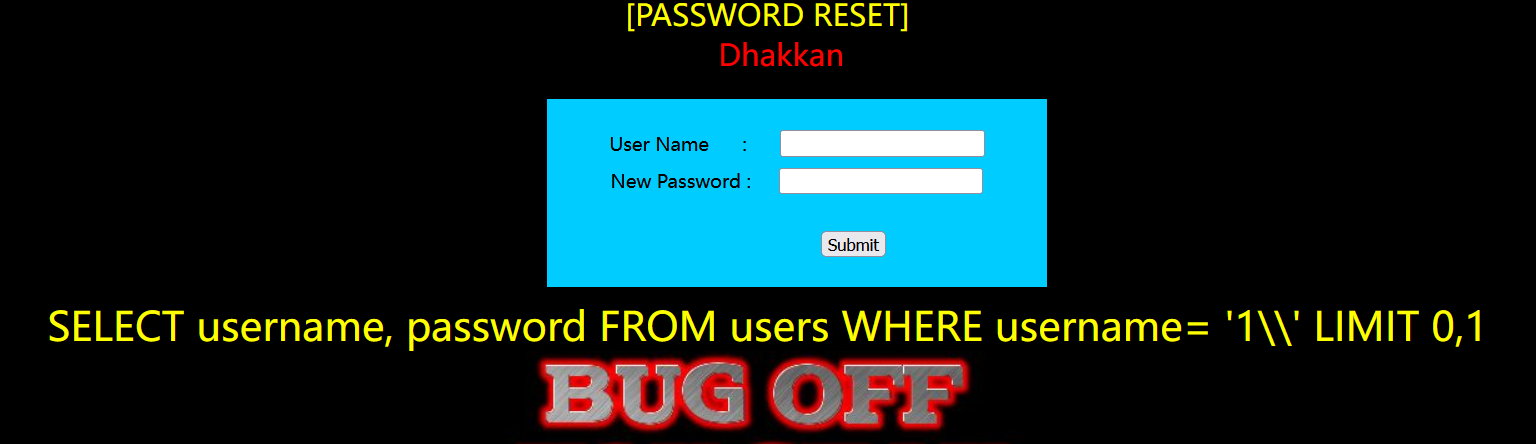 [PASSWORD RESET]
Dhakkan
User Name :
New Password :
Submit
SELECT username, password FROM users WHERE username= '1\\' LIMIT 0,1
BUG OFF